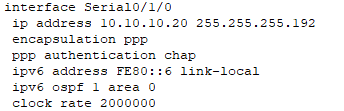 interface Serial0/1/0
ip address 10.10.10.20 255.255.255.192
encapsulation ppp
ppp authentication chap
ipv6 address FE80::6 link-local
ipv6 ospf 1 area 0
clock rate 2000000